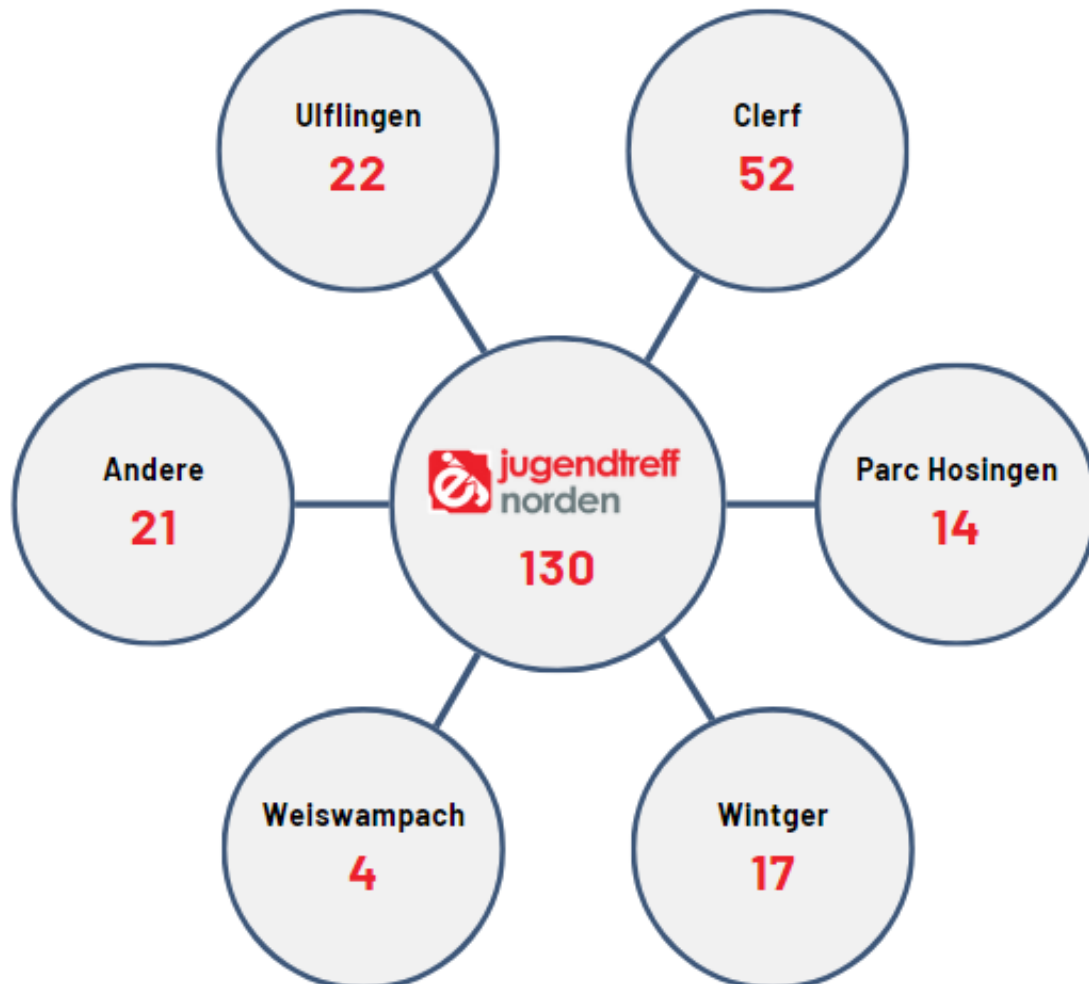 Ulflingen
22
Clerf
52
Andere
21
jugendtreff
norden
130
Parc Hosingen
14
Weiswampach
4
Wintger
17